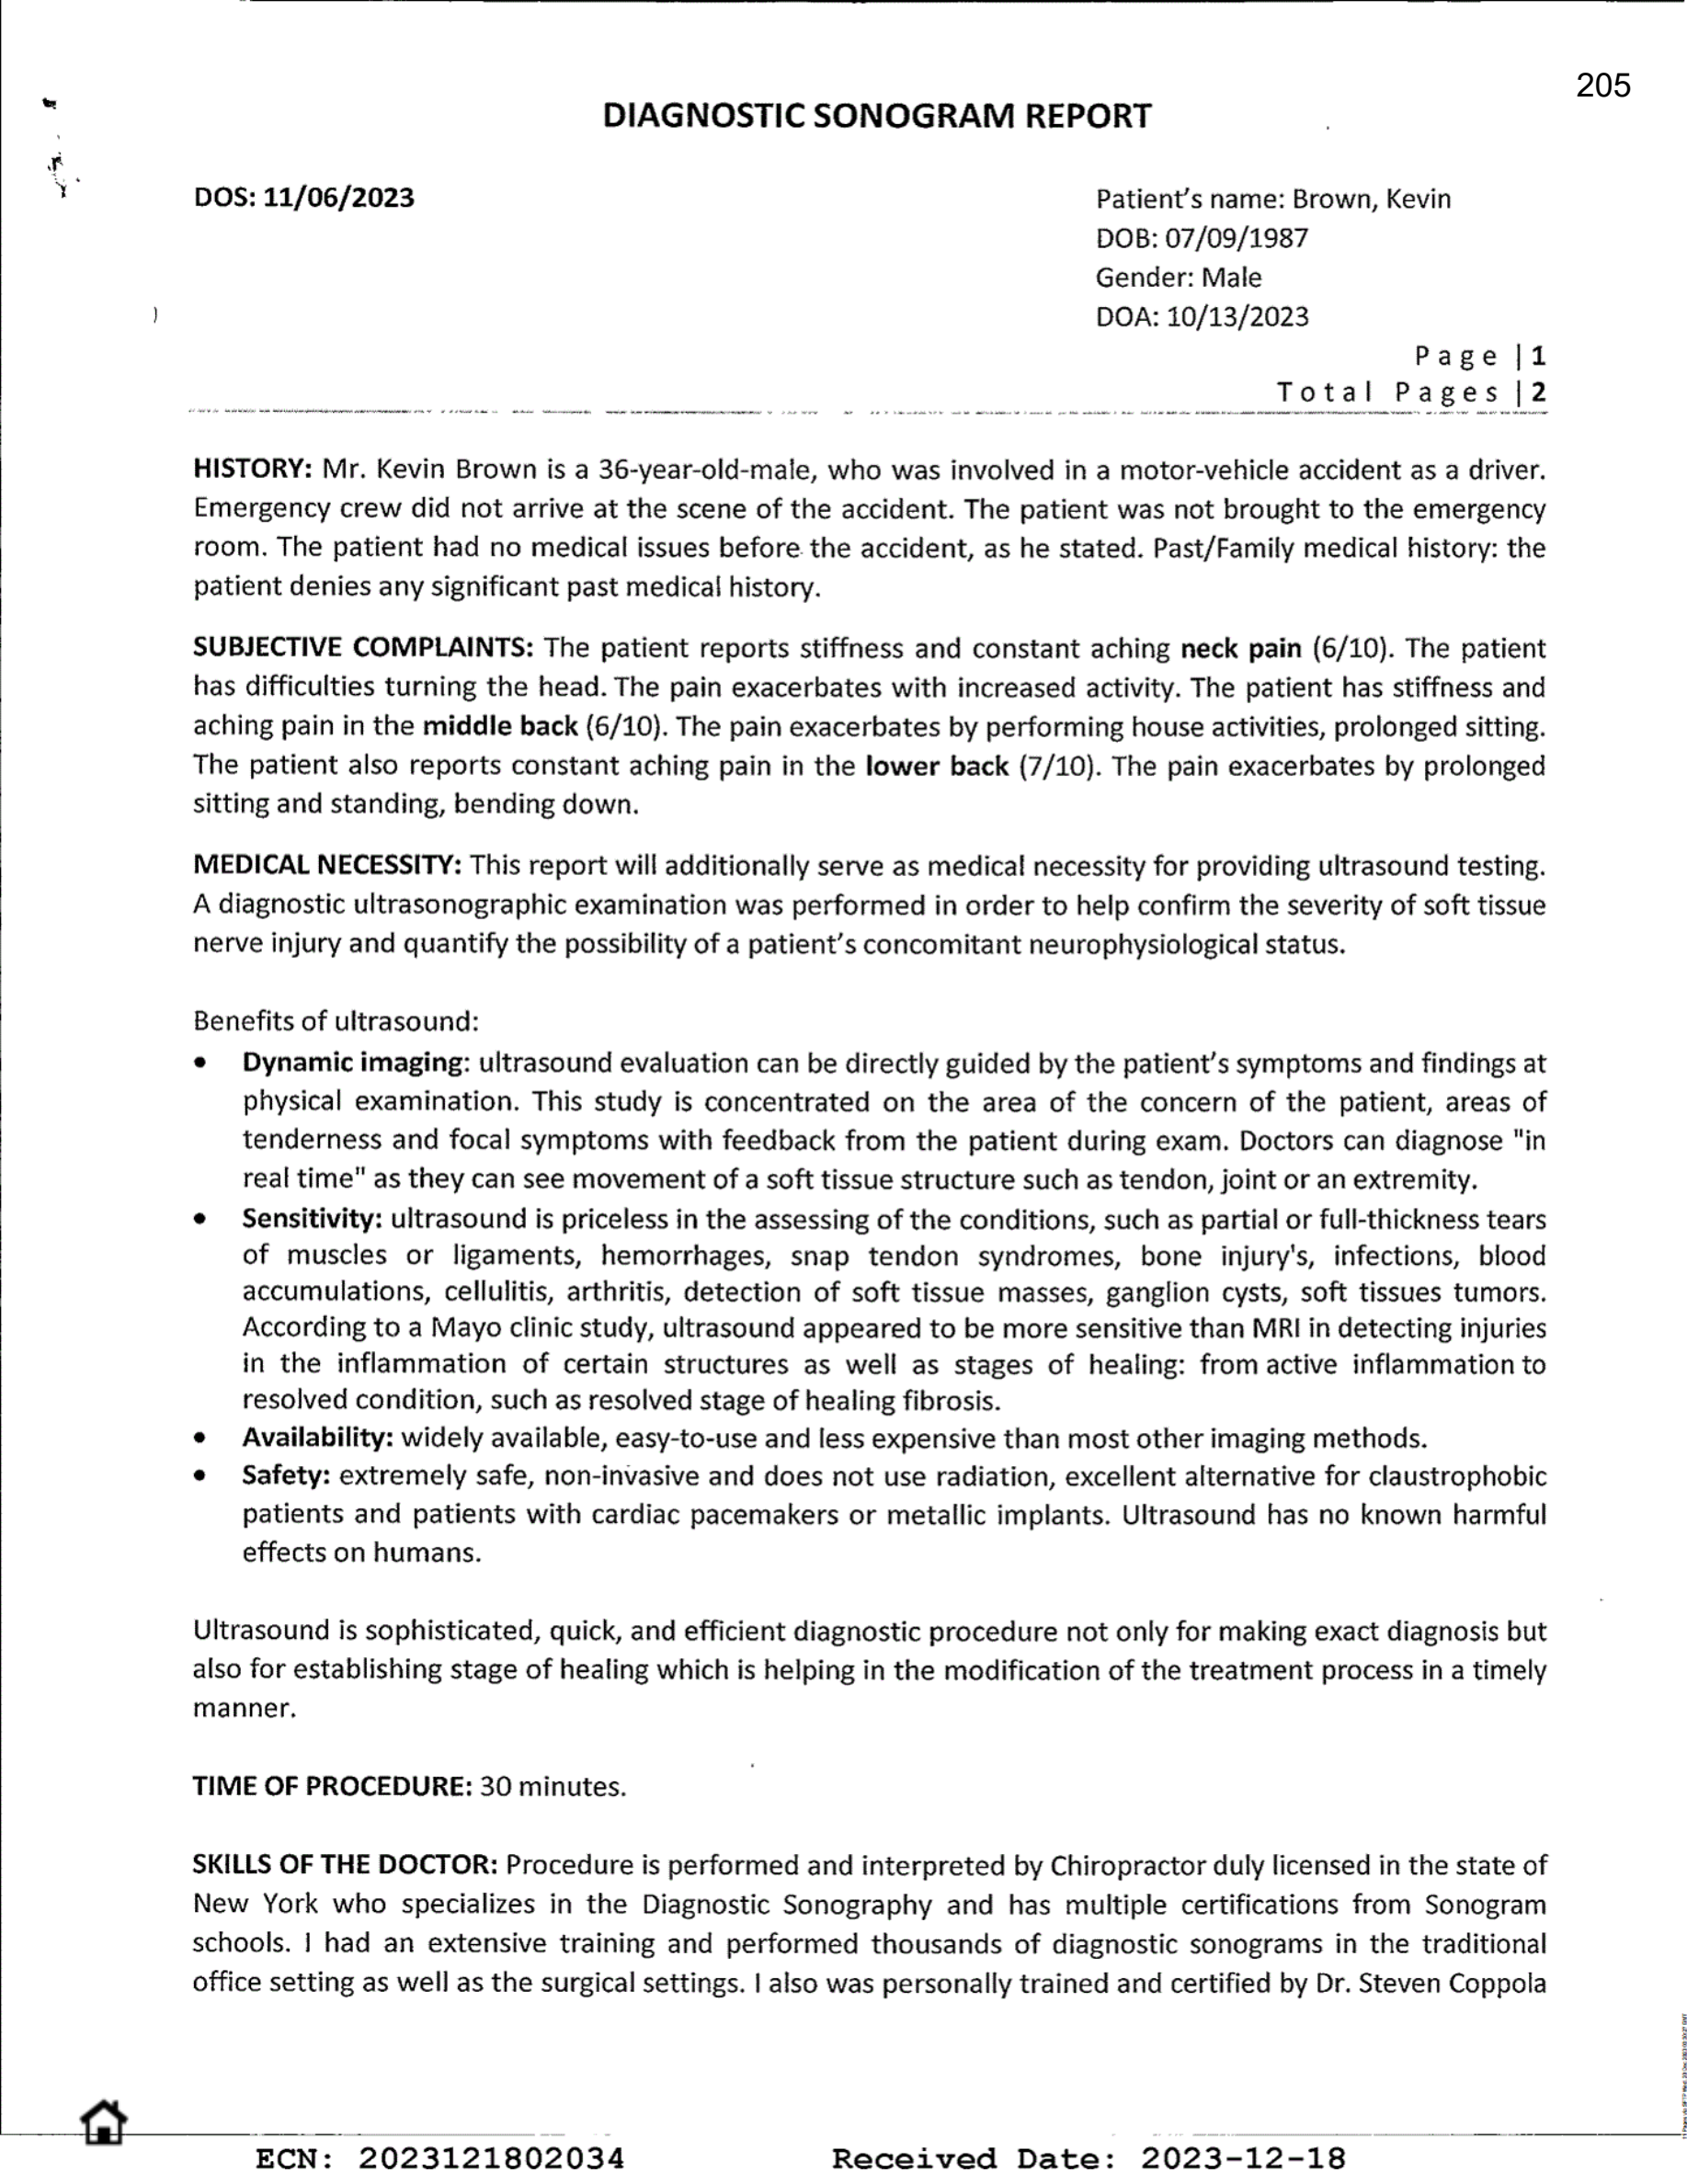 205
DIAGNOSTIC SONOGRAM REPORT
DOS: 11/06/2023
Patient's name: Brown, Kevin
DOB: 07/09/1987
Gender: Male
DOA: 10/13/2023
Page |1
Total Pages |2
HISTORY: Mr. Kevin Brown is a 36-year-old-male, who was involved in a motor-vehicle accident as a driver.
Emergency crew did not arrive at the scene of the accident. The patient was not brought to the emergency
room. The patient had no medical issues before the accident, as he stated. Past/Family medical history: the
patient denies any significant past medical history.
SUBJECTIVE COMPLAINTS: The patient reports stiffness and constant aching neck pain (6/10). The patient
has difficulties turning the head. The pain exacerbates with increased activity. The patient has stiffness and
aching pain in the middle back (6/10). The pain exacerbates by performing house activities, prolonged sitting.
The patient also reports constant aching pain in the lower back (7/10). The pain exacerbates by prolonged
sitting and standing, bending down.
MEDICAL NECESSITY: This report will additionally serve as medical necessity for providing ultrasound testing.
A diagnostic ultrasonographic examination was performed in order to help confirm the severity of soft tissue
nerve injury and quantify the possibility of a patient's concomitant neurophysiological status.
Benefits of ultrasound:
• Dynamic imaging: ultrasound evaluation can be directly guided by the patient's symptoms and findings at
physical examination. This study is concentrated on the area of the concern of the patient, areas of
tenderness and focal symptoms with feedback from the patient during exam. Doctors can diagnose "in
real time" as they can see movement of a soft tissue structure such as tendon, joint or an extremity.
• Sensitivity: ultrasound is priceless in the assessing of the conditions, such as partial or full-thickness tears
of muscles or ligaments, hemorrhages, snap tendon syndromes, bone injury's, infections, blood
accumulations, cellulitis, arthritis, detection of soft tissue masses, ganglion cysts, soft tissues tumors.
According to a Mayo clinic study, ultrasound appeared to be more sensitive than MRI in detecting injuries
in the inflammation of certain structures as well as stages of healing: from active inflammation to
resolved condition, such as resolved stage of healing fibrosis.
• Availability: widely available, easy-to-use and less expensive than most other imaging methods.
• Safety: extremely safe, non-invasive and does not use radiation, excellent alternative for claustrophobic
patients and patients with cardiac pacemakers or metallic implants. Ultrasound has no known harmful
effects on humans.
Ultrasound is sophisticated, quick, and efficient diagnostic procedure not only for making exact diagnosis but
also for establishing stage of healing which is helping in the modification of the treatment process in a timely
manner.
TIME OF PROCEDURE: 30 minutes.
SKILLS OF THE DOCTOR: Procedure is performed and interpreted by Chiropractor duly licensed in the state of
New York who specializes in the Diagnostic Sonography and has multiple certifications from Sonogram
schools. I had an extensive training and performed thousands of diagnostic sonograms in the traditional
office setting as well as the surgical settings. I also was personally trained and certified by Dr. Steven Coppola
ECN: 2023121802034 Received Date: 2023-12-18